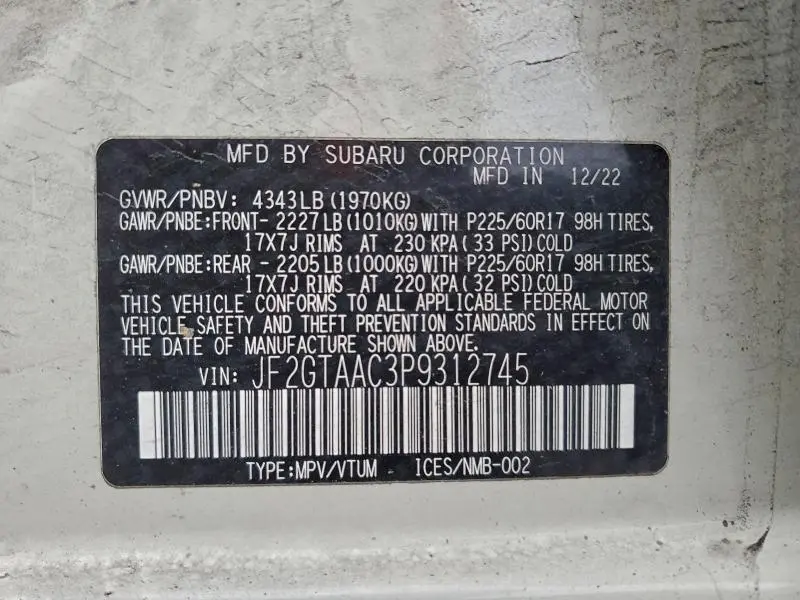 MFD BY SUBARU CORPORATION
MFD IN 12/22
GVWR/PNBV: 4343LB (1970KG)
GAWR/PNBE:FRONT- 2227LB (1010KG) WITH P225/60R17 98H TIRES,
17X7J RIMS AT 230 KPA (33 PSI) COLD
GAWR/PNBE:REAR - 2205LB (1000KG) WITH P225/60R17 98H TIRES,
17X7J RIMS AT 220 KPA (32 PSI) COLD
THIS VEHICLE CONFORMS TO ALL APPLICABLE FEDERAL MOTOR
VEHICLE SAFETY AND THEFT PREVENTION STANDARDS IN EFFECT ON
THE DATE OF MANUFACTURE SHOWN ABOVE.
VIN: JF2GTAAC3P9312745
TYPE:MPV/VTUM ICES/NMB-002